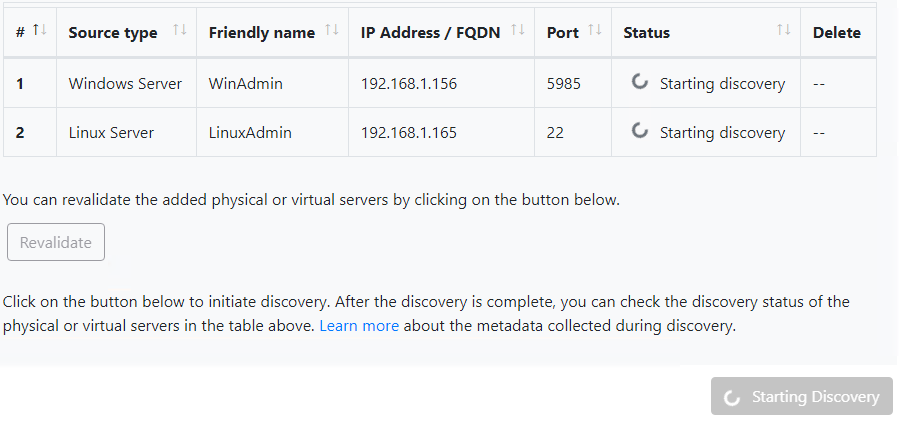 # ↑↓ Source type ↑↓ Friendly name ↑↓ IP Address / FQDN ↑↓ Port ↑↓ Status ↑↓ Delete
1 Windows Server WinAdmin 192.168.1.156 5985 Starting discovery --
2 Linux Server LinuxAdmin 192.168.1.165 22 Starting discovery --
You can revalidate the added physical or virtual servers by clicking on the button below.
Revalidate
Click on the button below to initiate discovery. After the discovery is complete, you can check the discovery status of the
physical or virtual servers in the table above. Learn more about the metadata collected during discovery.
Starting Discovery